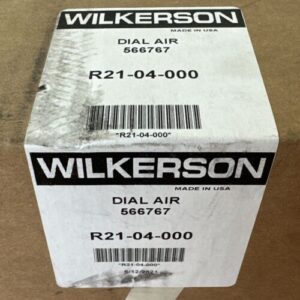 WILKERSON
MADE IN USA
DIAL AIR
566767
R21-04-000
"R21-04-000"
WILKERSON
MADE IN USA
DIAL AIR
566767
R21-04-000
"R21-04-000"